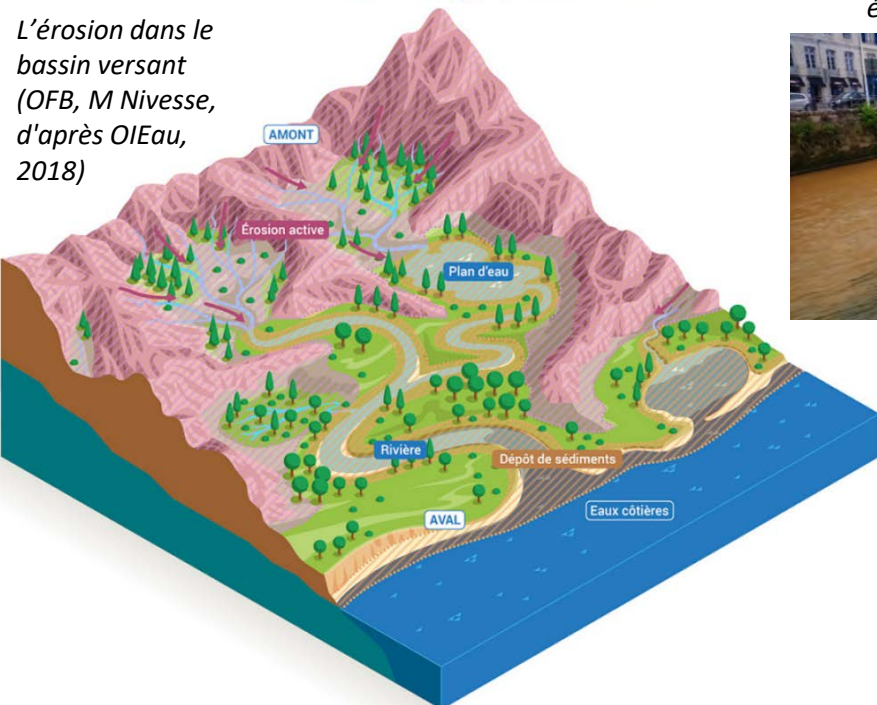 L'érosion dans le
bassin versant
(OFB, M Nivesse,
d'après OIEau,
2018)
é
AMONT
Érosion active
Plan d'eau
Rivière
Dépôt de sédiments
AVAL
Eaux côtières